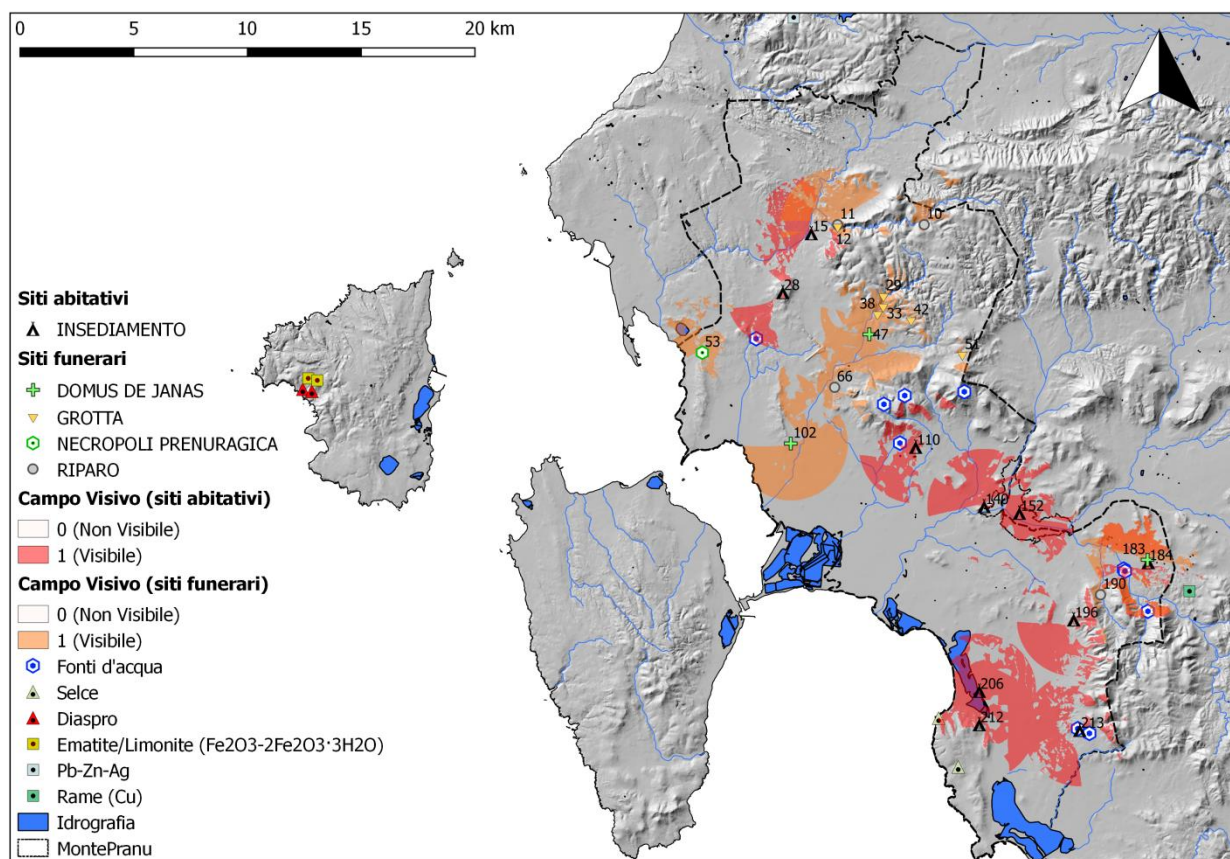 0 5 10 15 20 km
Siti abitativi
INSEDIAMENTO
Siti funerari
DOMUS DE JANAS
GROTTA
NECROPOLI PRENURAGICA
RIPARO
Campo Visivo (siti abitativi)
0 (Non Visibile)
1 (Visibile)
Campo Visivo (siti funerari)
0 (Non Visibile)
1 (Visibile)
Fonti d'acqua
Selce
Diaspro
Ematite/Limonite (Fe2O3-2Fe2O3·3H2O)
Pb-Zn-Ag
Rame (Cu)
Idrografia
MontePranu
11
10
15
12
28
29
38
33
42
47
53
51
66
102
110
140
152
183
184
190
196
206
212
213